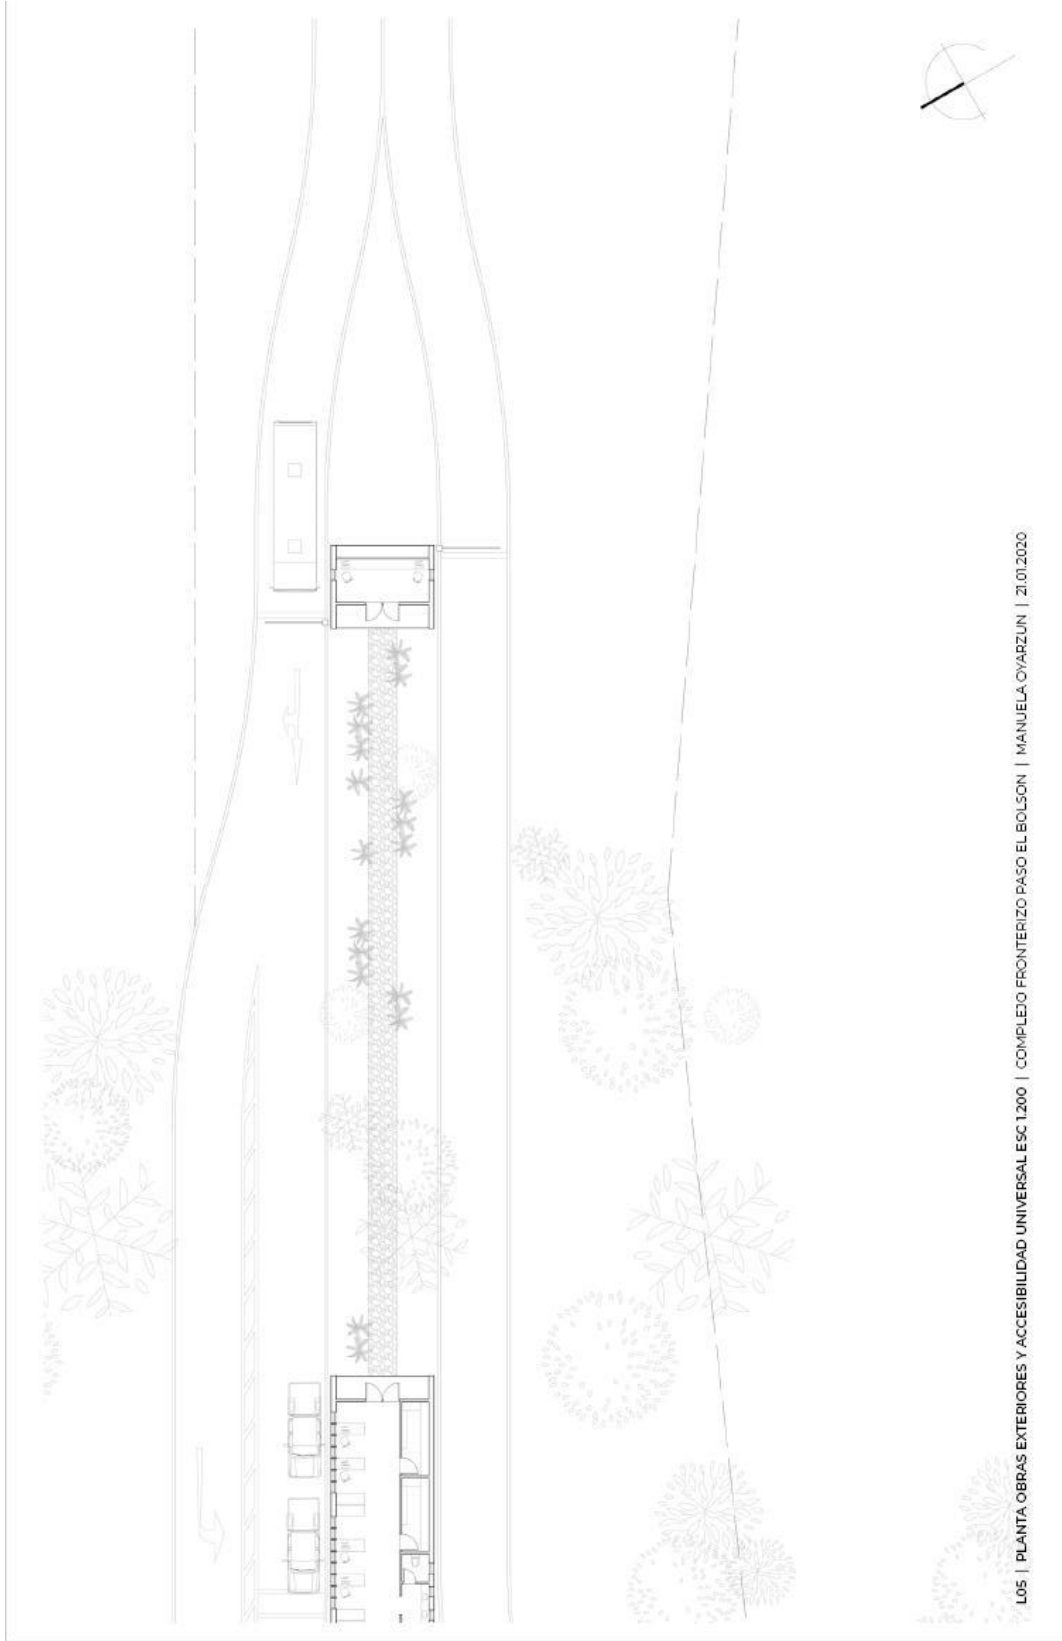 L05 | PLANTA OBRAS EXTERIORES Y ACCESIBILIDAD UNIVERSAL ESC 1:200 | COMPLEJO FRONTERIZO PASO EL BOLSON | MANUELA OYARZUN | 21.01.2020